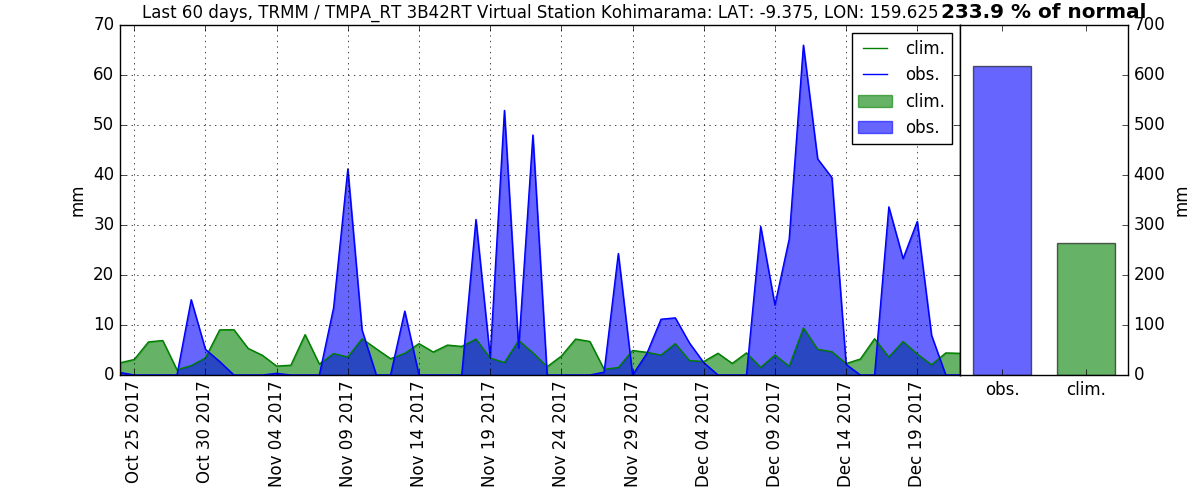 Last 60 days, TRMM / TMPA_RT 3B42RT Virtual Station Kohimarama: LAT: -9.375, LON: 159.625
233.9 % of normal
clim.
obs.
clim.
obs.
mm
70
60
50
40
30
20
10
0
Oct 25 2017
Oct 30 2017
Nov 04 2017
Nov 09 2017
Nov 14 2017
Nov 19 2017
Nov 24 2017
Nov 29 2017
Dec 04 2017
Dec 09 2017
Dec 14 2017
Dec 19 2017
700
600
500
400
300
200
100
0
mm
obs.
clim.